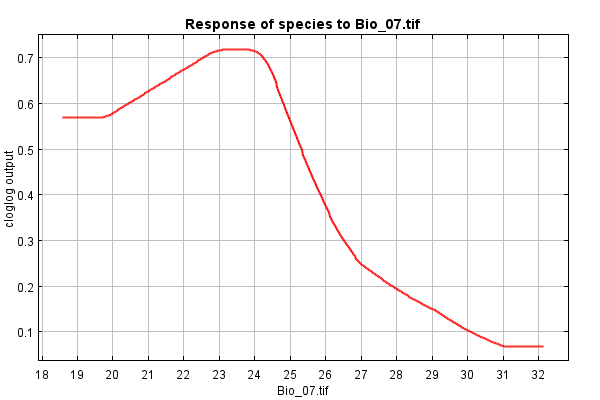 Response of species to Bio_07.tif
cloglog output
0.7
0.6
0.5
0.4
0.3
0.2
0.1
18 19 20 21 22 23 24 25 26 27 28 29 30 31 32
Bio_07.tif